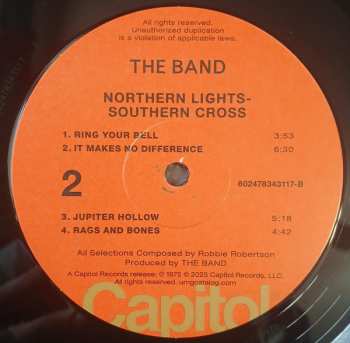 All rights reserved.
Unauthorized duplication
is a violation of applicable laws.
THE BAND
NORTHERN LIGHTS-
SOUTHERN CROSS
1. RING YOUR BELL 3:53
2. IT MAKES NO DIFFERENCE 6:30
2
602478343117-B
3. JUPITER HOLLOW 5:18
4. RAGS AND BONES 4:42
All Selections Composed by Robbie Robertson
Produced by THE BAND
A Capitol Records release; ℗ 1975 © 2025 Capitol Records, LLC.
All rights reserved. umgcatalog.com
Capitol